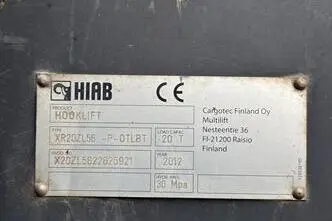 HIAB CE
PRODUCT
HOOKLIFT
TYPE LOAD CAPAC.
XR20ZL56 -P-OTLBT 20 T
YEAR
X20ZL5622825921 2012
30 Mpa
Cargotec Finland Oy
Multilift
Nesteentie 36
FI-21200 Raisio
Finland